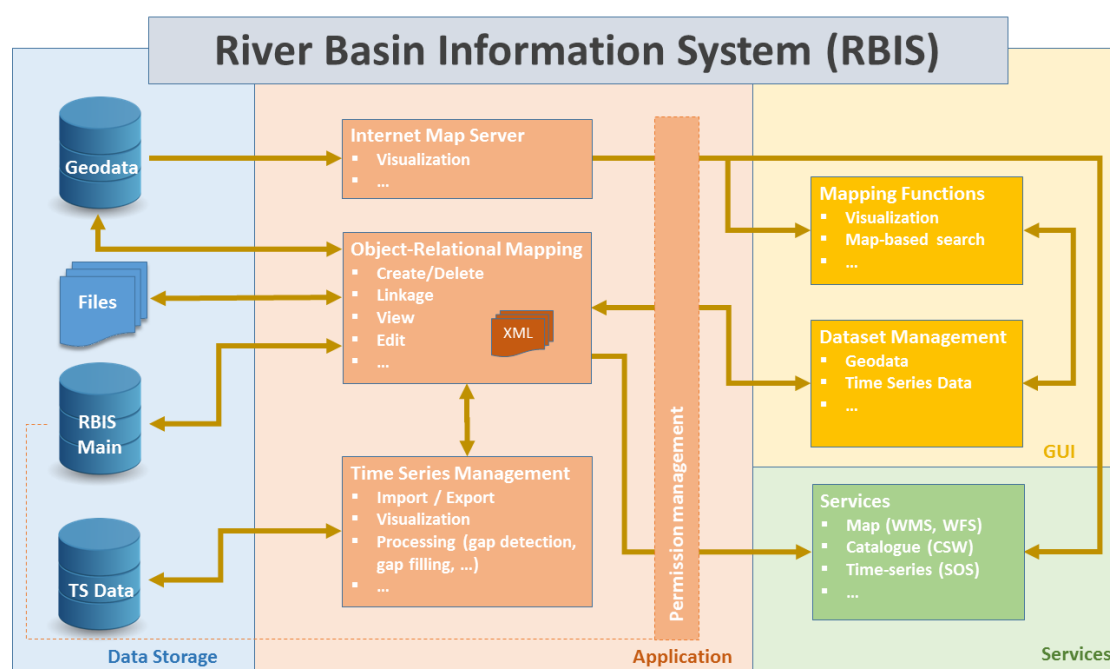 River Basin Information System (RBIS)
Geodata
Files
RBIS
Main
TS Data
Data Storage
Internet Map Server
▪ Visualization
▪ ...
Object-Relational Mapping
▪ Create/Delete
▪ Linkage
▪ View
▪ Edit
▪ ...
XML
Time Series Management
▪ Import / Export
▪ Visualization
▪ Processing (gap detection,
gap filling, ...)
▪ ...
Permission management
Application
Mapping Functions
▪ Visualization
▪ Map-based search
▪ ...
Dataset Management
▪ Geodata
▪ Time Series Data
▪ ...
GUI
Services
▪ Map (WMS, WFS)
▪ Catalogue (CSW)
▪ Time-series (SOS)
▪ ...
Services